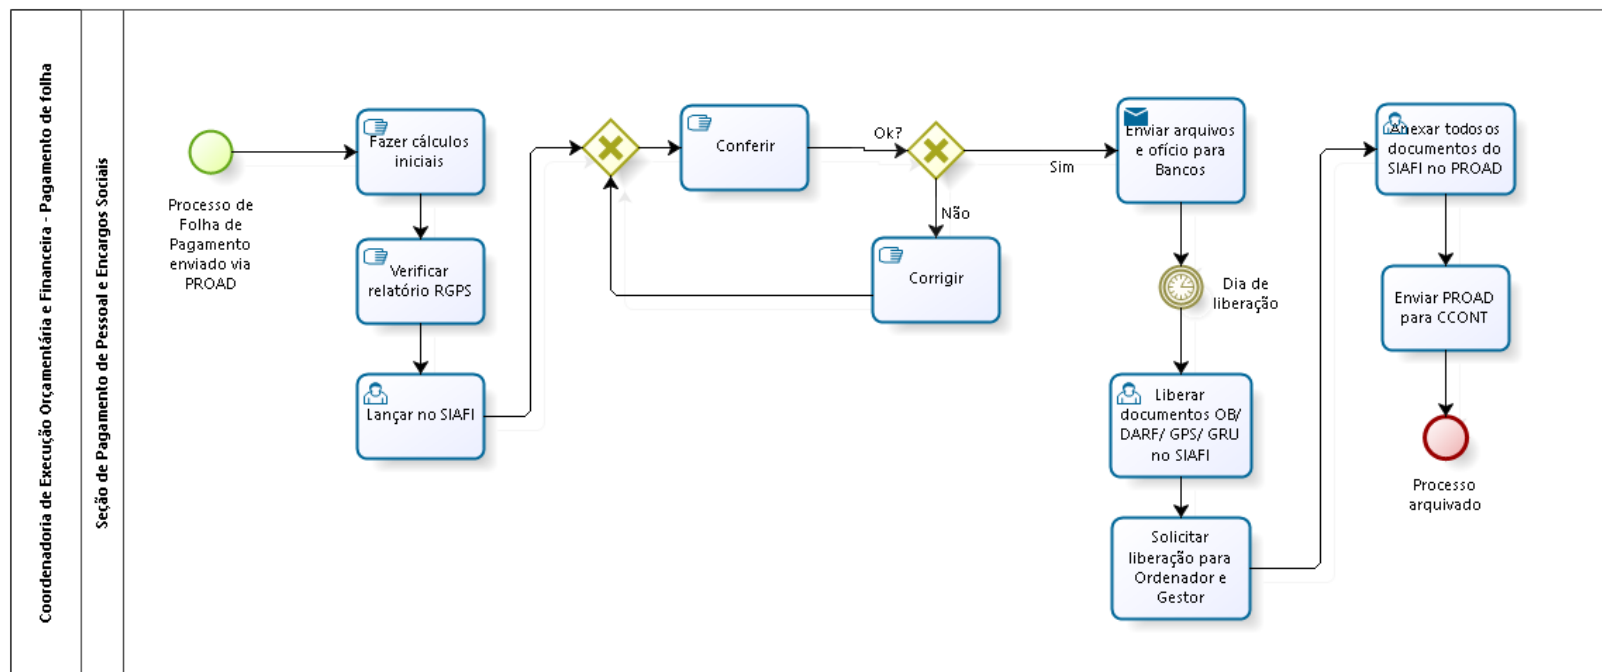 Coordenadoria de Execução Orçamentária e Financeira - Pagamento de folha
Seção de Pagamento de Pessoal e Encargos Sociais
Processo de
Folha de
Pagamento
enviado via
PROAD
Fazer cálculos
iniciais
Verificar
relatório RGPS
Lançar no SIAFI
Conferir
Ok?
Sim
Não
Corrigir
Enviar arquivos
e ofício para
Bancos
Dia de
liberação
Liberar
documentos OB/
DARF/ GPS/ GRU
no SIAFI
Solicitar
liberação para
Ordenador e
Gestor
Anexar todos os
documentos do
SIAFI no PROAD
Enviar PROAD
para CCONT
Processo
arquivado